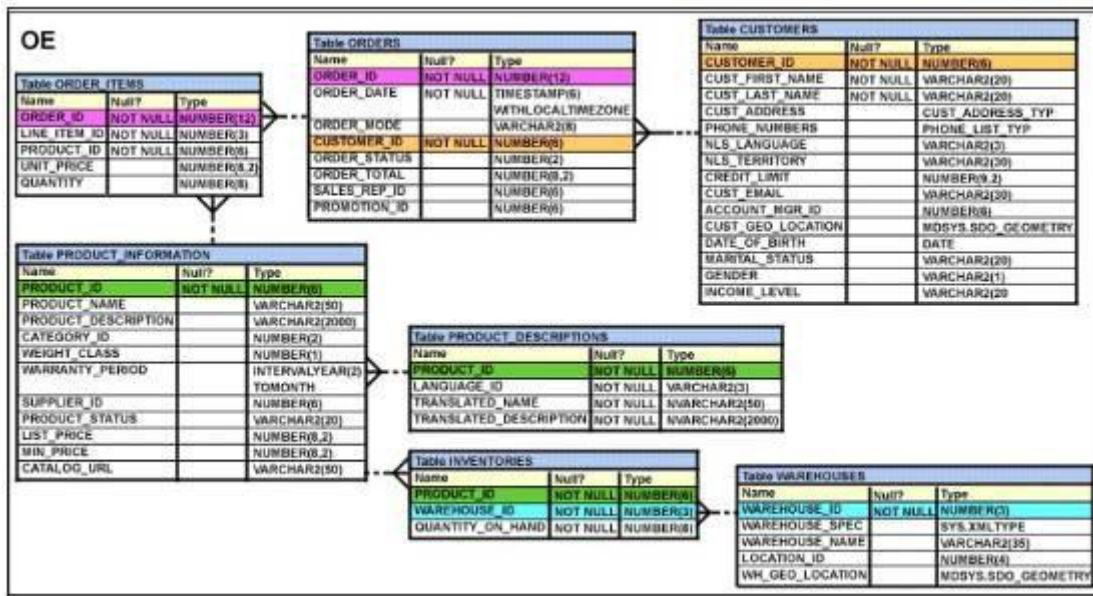 OE
Table ORDER_ITEMS
Name Null? Type
ORDER_ID NOT NULL NUMBER(12)
LINE_ITEM_ID NOT NULL NUMBER(3)
PRODUCT_ID NOT NULL NUMBER(6)
UNIT_PRICE NUMBER(8,2)
QUANTITY NUMBER(8)
Table ORDERS
Name Null? Type
ORDER_ID NOT NULL NUMBER(12)
ORDER_DATE NOT NULL TIMESTAMP(6)
WITHLOCALTIMEZONE
ORDER_MODE VARCHAR2(8)
CUSTOMER_ID NOT NULL NUMBER(6)
ORDER_STATUS NUMBER(2)
ORDER_TOTAL NUMBER(8,2)
SALES_REP_ID NUMBER(6)
PROMOTION_ID NUMBER(6)
Table CUSTOMERS
Name Null? Type
CUSTOMER_ID NOT NULL NUMBER(6)
CUST_FIRST_NAME NOT NULL VARCHAR2(20)
CUST_LAST_NAME NOT NULL VARCHAR2(20)
CUST_ADDRESS CUST_ADDRESS_TYP
PHONE_NUMBERS PHONE_LIST_TYP
NLS_LANGUAGE VARCHAR2(3)
NLS_TERRITORY VARCHAR2(30)
CREDIT_LIMIT NUMBER(9,2)
CUST_EMAIL VARCHAR2(30)
ACCOUNT_MGR_ID NUMBER(6)
CUST_GEO_LOCATION MDSYS.SDO_GEOMETRY
DATE_OF_BIRTH DATE
MARITAL_STATUS VARCHAR2(20)
GENDER VARCHAR2(1)
INCOME_LEVEL VARCHAR2(20
Table PRODUCT_INFORMATION
Name Null? Type
PRODUCT_ID NOT NULL NUMBER(6)
PRODUCT_NAME VARCHAR2(50)
PRODUCT_DESCRIPTION VARCHAR2(2000)
CATEGORY_ID NUMBER(2)
WEIGHT_CLASS NUMBER(1)
WARRANTY_PERIOD INTERVALYEAR(2)
TOMONTH
SUPPLIER_ID NUMBER(6)
PRODUCT_STATUS VARCHAR2(20)
LIST_PRICE NUMBER(8,2)
MIN_PRICE NUMBER(8,2)
CATALOG_URL VARCHAR2(50)
Table PRODUCT_DESCRIPTIONS
Name Null? Type
PRODUCT_ID NOT NULL NUMBER(6)
LANGUAGE_ID NOT NULL VARCHAR2(3)
TRANSLATED_NAME NOT NULL NVARCHAR2(50)
TRANSLATED_DESCRIPTION NOT NULL NVARCHAR2(2000)
Table INVENTORIES
Name Null? Type
PRODUCT_ID NOT NULL NUMBER(6)
WAREHOUSE_ID NOT NULL NUMBER(3)
QUANTITY_ON_HAND NOT NULL NUMBER(8)
Table WAREHOUSES
Name Null? Type
WAREHOUSE_ID NOT NULL NUMBER(3)
WAREHOUSE_SPEC SYS.XMLTYPE
WAREHOUSE_NAME VARCHAR2(35)
LOCATION_ID NUMBER(4)
WH_GEO_LOCATION MDSYS.SDO_GEOMETRY